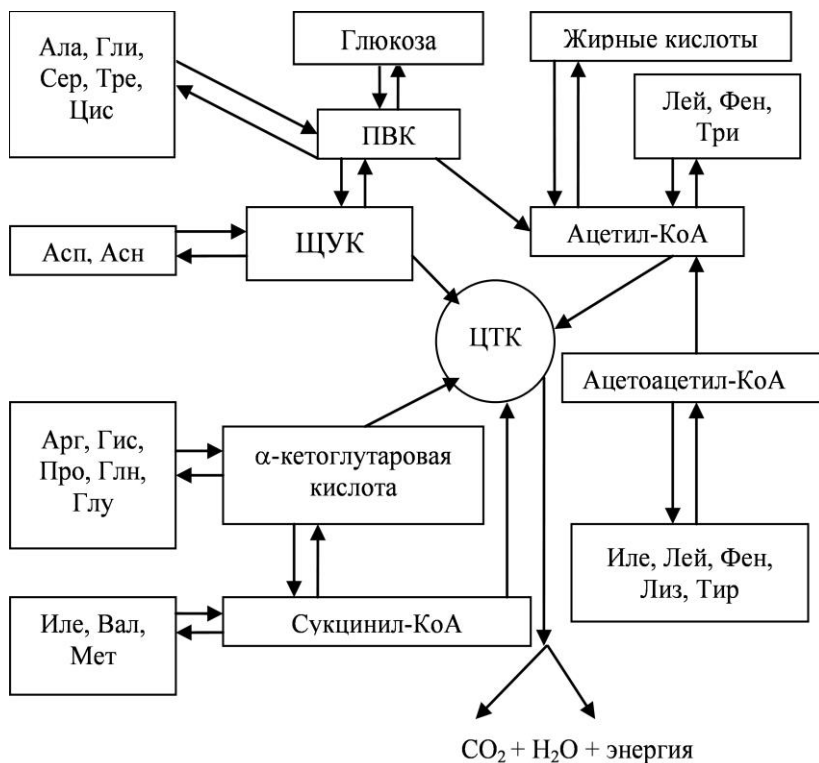 Ала, Гли,
Сер, Тре,
Цис
Глюкоза
Жирные кислоты
ПВК
Лей, Фен,
Три
Асп, Асн
ЩУК
Ацетил-КоА
ЦТК
Ацетоацетил-КоА
Арг, Гис,
Про, Глн,
Глу
α-кетоглутаровая
кислота
Иле, Лей, Фен,
Лиз, Тир
Иле, Вал,
Мет
Сукцинил-КоА
CO₂ + H₂O + энергия